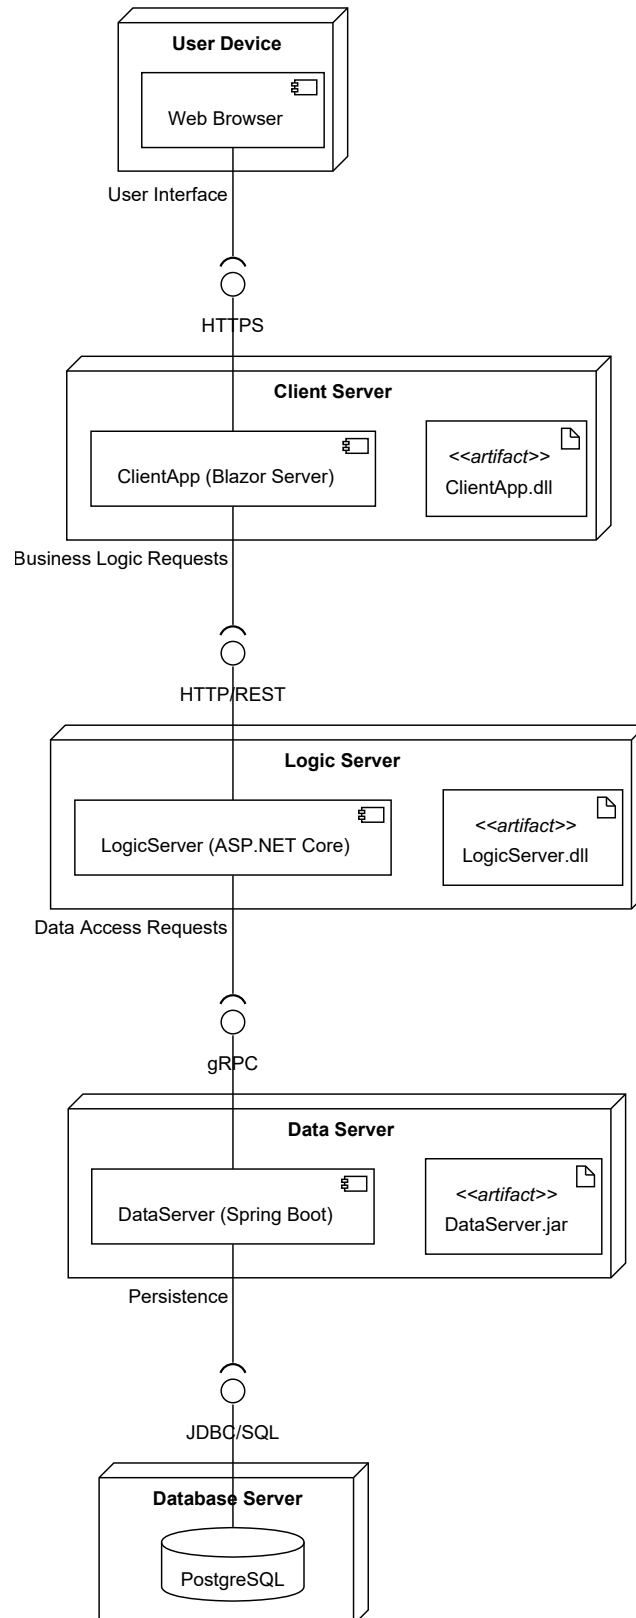 User Device
Web Browser
User Interface
HTTPS
Client Server
ClientApp (Blazor Server)
<<artifact>>
ClientApp.dll
Business Logic Requests
HTTP/REST
Logic Server
LogicServer (ASP.NET Core)
<<artifact>>
LogicServer.dll
Data Access Requests
gRPC
Data Server
DataServer (Spring Boot)
<<artifact>>
DataServer.jar
Persistence
JDBC/SQL
Database Server
PostgreSQL